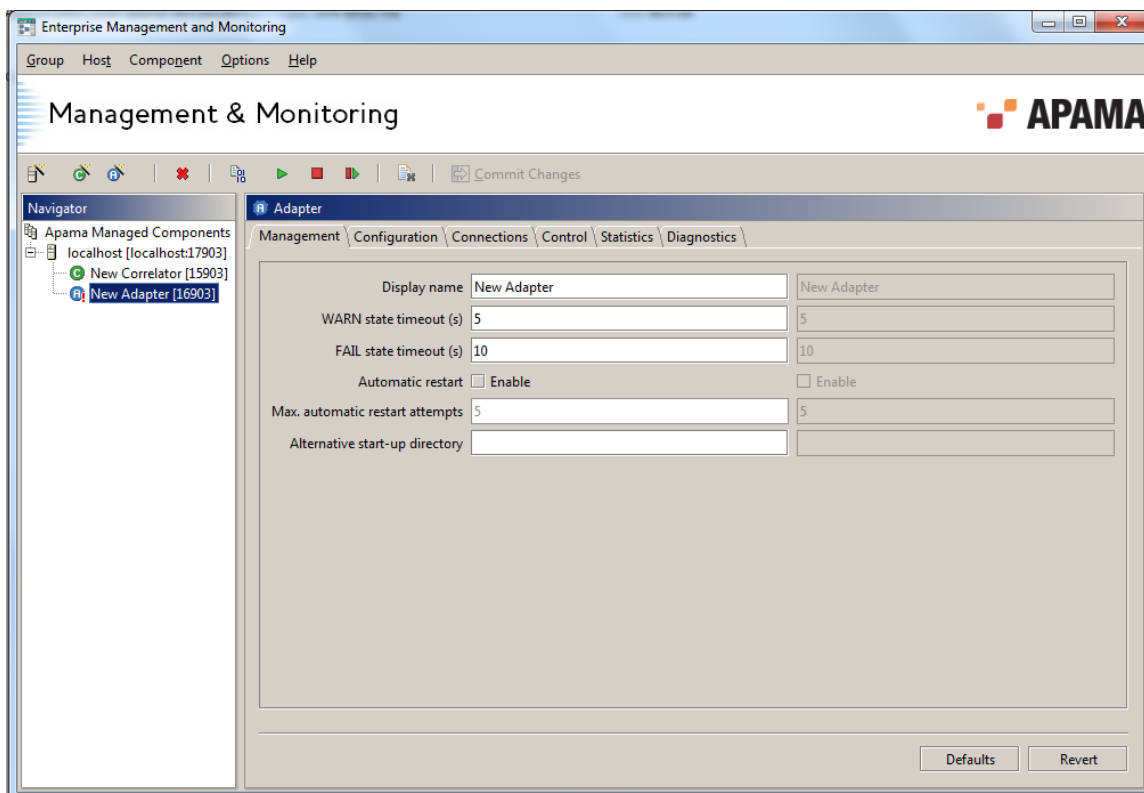 Enterprise Management and Monitoring
Group Host Component Options Help
Management & Monitoring
APAMA
Commit Changes
Navigator
Adapter
Apama Managed Components
localhost [localhost:17903]
New Correlator [15903]
New Adapter [16903]
Management Configuration Connections Control Statistics Diagnostics
Display name New Adapter New Adapter
WARN state timeout (s) 5 5
FAIL state timeout (s) 10 10
Automatic restart Enable Enable
Max. automatic restart attempts 5 5
Alternative start-up directory
Defaults Revert